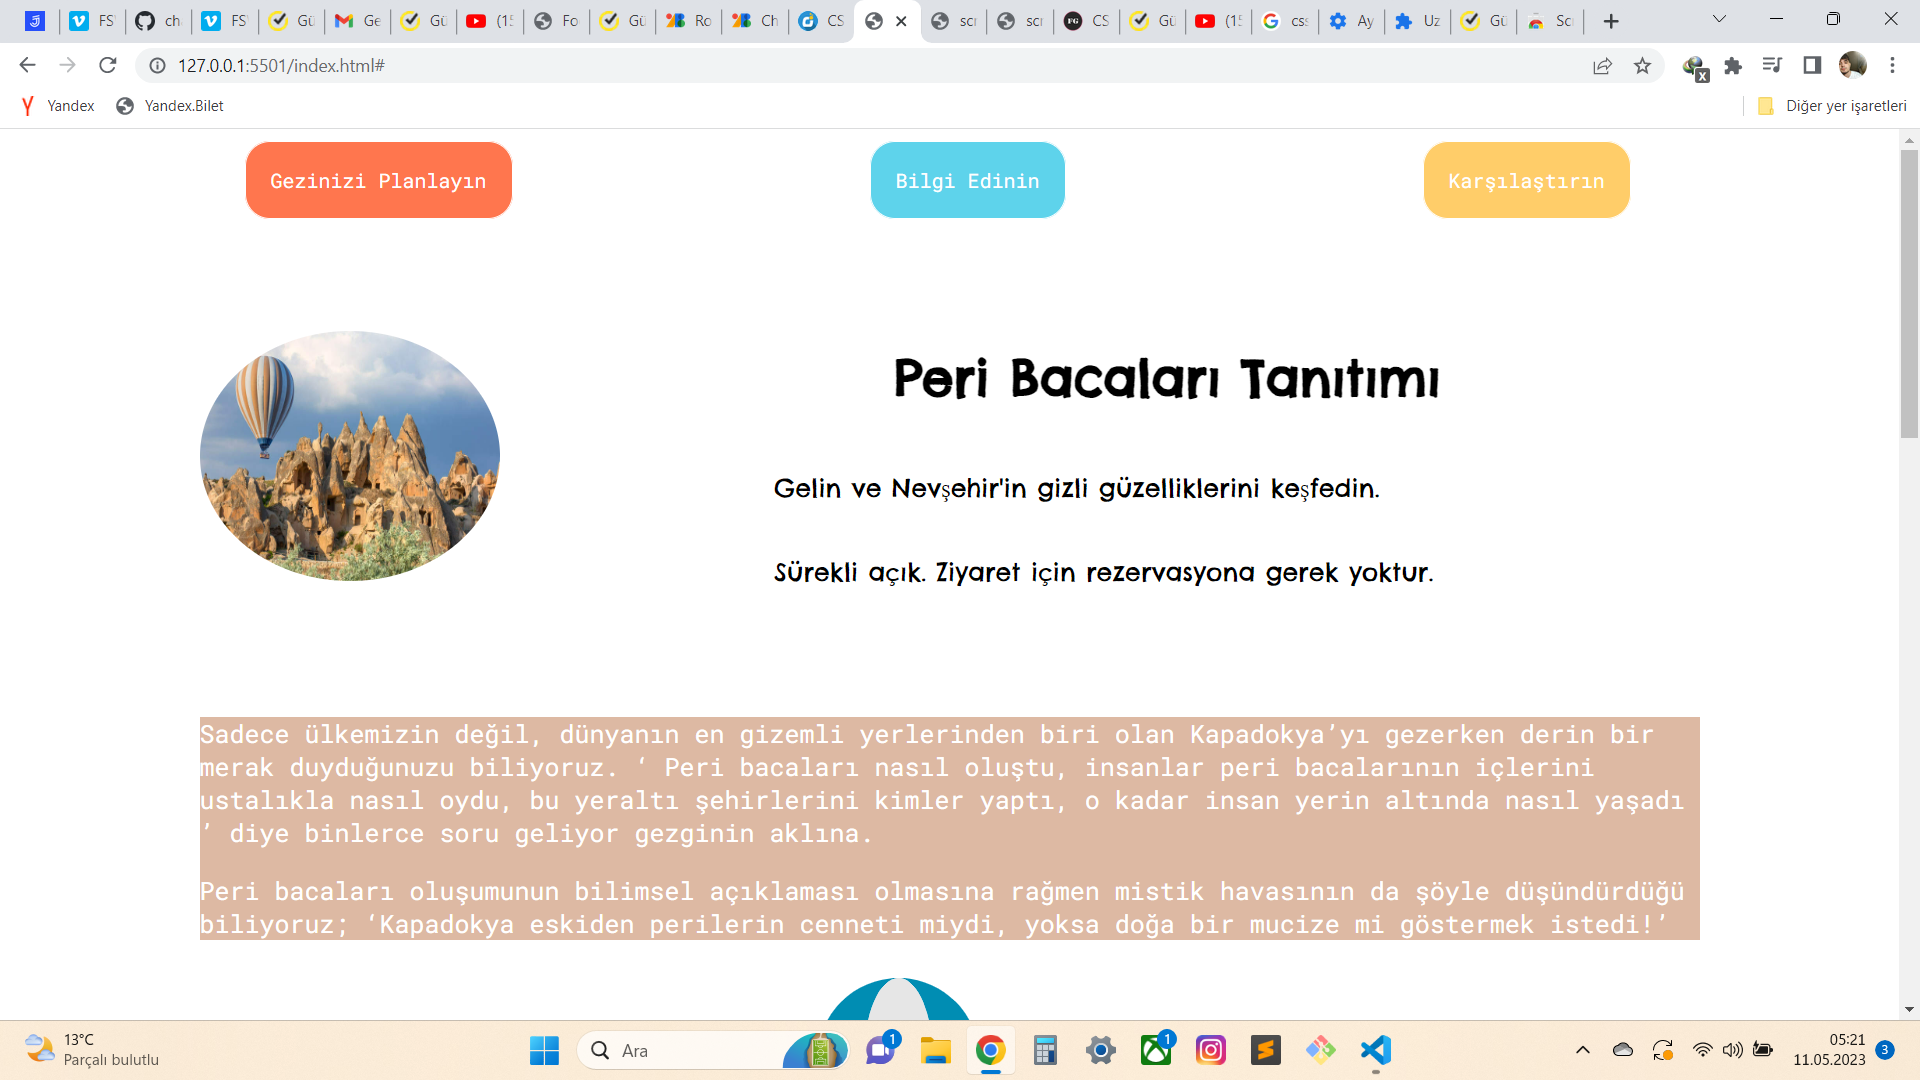 FS
Gü
ch
FS
Gü
Ge
Gü
(15
Fo
Gü
Ro
Ch
CS
scr
scr
CS
Gü
(15
css
Ay
Uz
Gü
Sci
127.0.0.1:5501/index.html#
Yandex
Yandex.Bilet
Diğer yer işaretleri
Gezinizi Planlayın
Bilgi Edinin
Karşılaştırın
Peri Bacaları Tanıtımı
Gelin ve Nevşehir'in gizli güzelliklerini keşfedin.
Sürekli açık. Ziyaret için rezervasyona gerek yoktur.
Sadece ülkemizin değil, dünyanın en gizemli yerlerinden biri olan Kapadokya’yı gezerken derin bir
merak duyduğunuzu biliyoruz. ‘ Peri bacaları nasıl oluştu, insanlar peri bacalarının içlerini
ustalıkla nasıl oydu, bu yeraltı şehirlerini kimler yaptı, o kadar insan yerin altında nasıl yaşadı
’ diye binlerce soru geliyor gezginin aklına.
Peri bacaları oluşumunun bilimsel açıklaması olmasına rağmen mistik havasının da şöyle düşündürdüğü
biliyoruz; ‘Kapadokya eskiden perilerin cenneti miydi, yoksa doğa bir mucize mi göstermek istedi!’
13°C
Parçalı bulutlu
Ara
1
1
05:21
11.05.2023
3